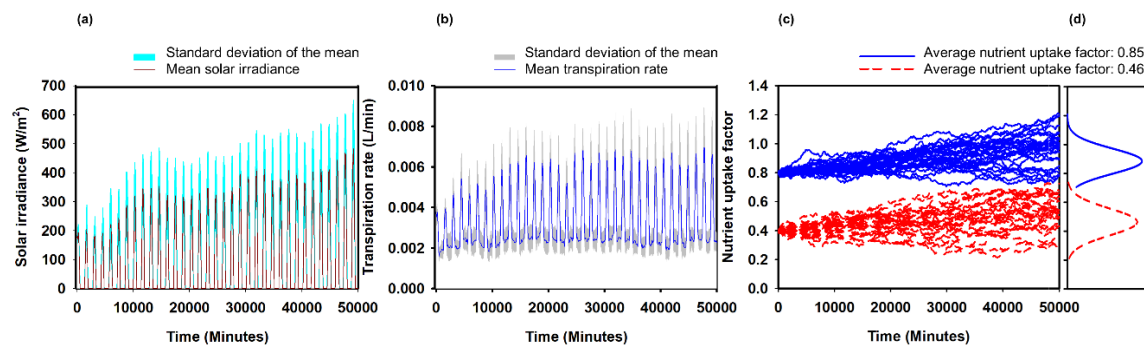 (a)
Standard deviation of the mean
Mean solar irradiance
Solar irradiance (W/m²)
700
600
500
400
300
200
100
0
0 10000 20000 30000 40000 50000
Time (Minutes)
(b)
Standard deviation of the mean
Mean transpiration rate
Transpiration rate (L/min)
0.010
0.008
0.006
0.004
0.002
0.000
0 10000 20000 30000 40000 50000
Time (Minutes)
(c)
(d)
Average nutrient uptake factor: 0.85
Average nutrient uptake factor: 0.46
Nutrient uptake factor
1.4
1.2
1.0
0.8
0.6
0.4
0.2
0.0
0 10000 20000 30000 40000 50000
Time (Minutes)